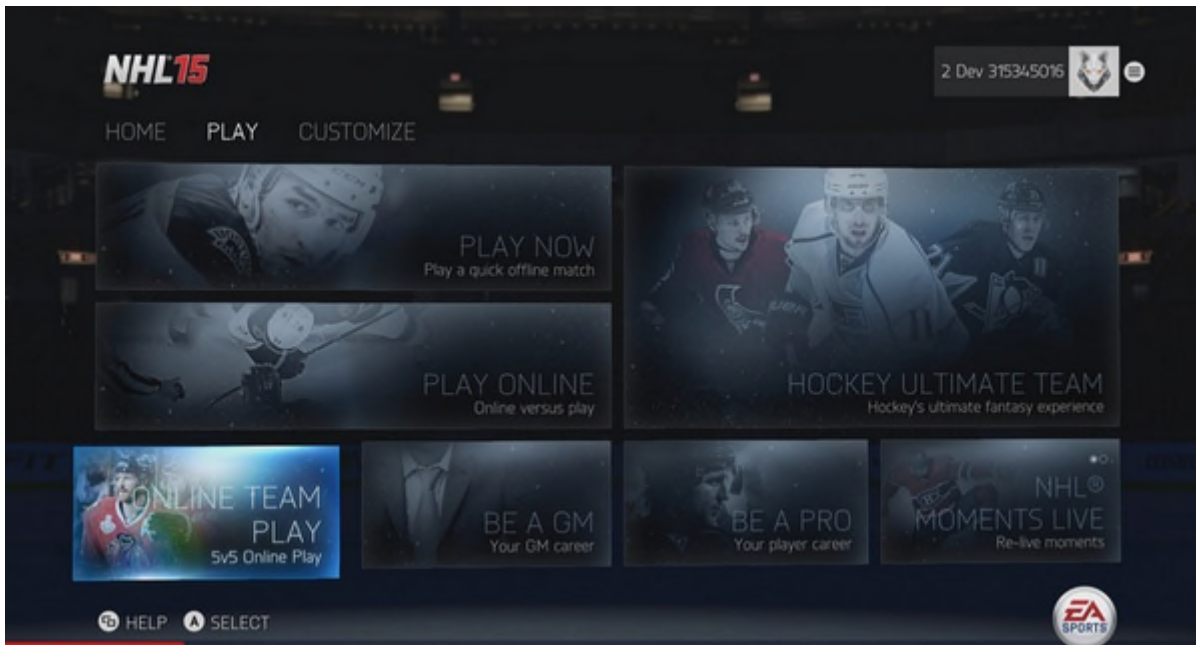 NHL 15
2 Dev 315345016
HOME PLAY CUSTOMIZE
PLAY NOW
Play a quick offline match
PLAY ONLINE
Online versus play
HOCKEY ULTIMATE TEAM
Hockey's ultimate fantasy experience
ONLINE TEAM
PLAY
5v5 Online Play
BE A GM
Your GM career
BE A PRO
Your player career
NHL®
MOMENTS LIVE
Re-live moments
HELP A SELECT
EA
SPORTS